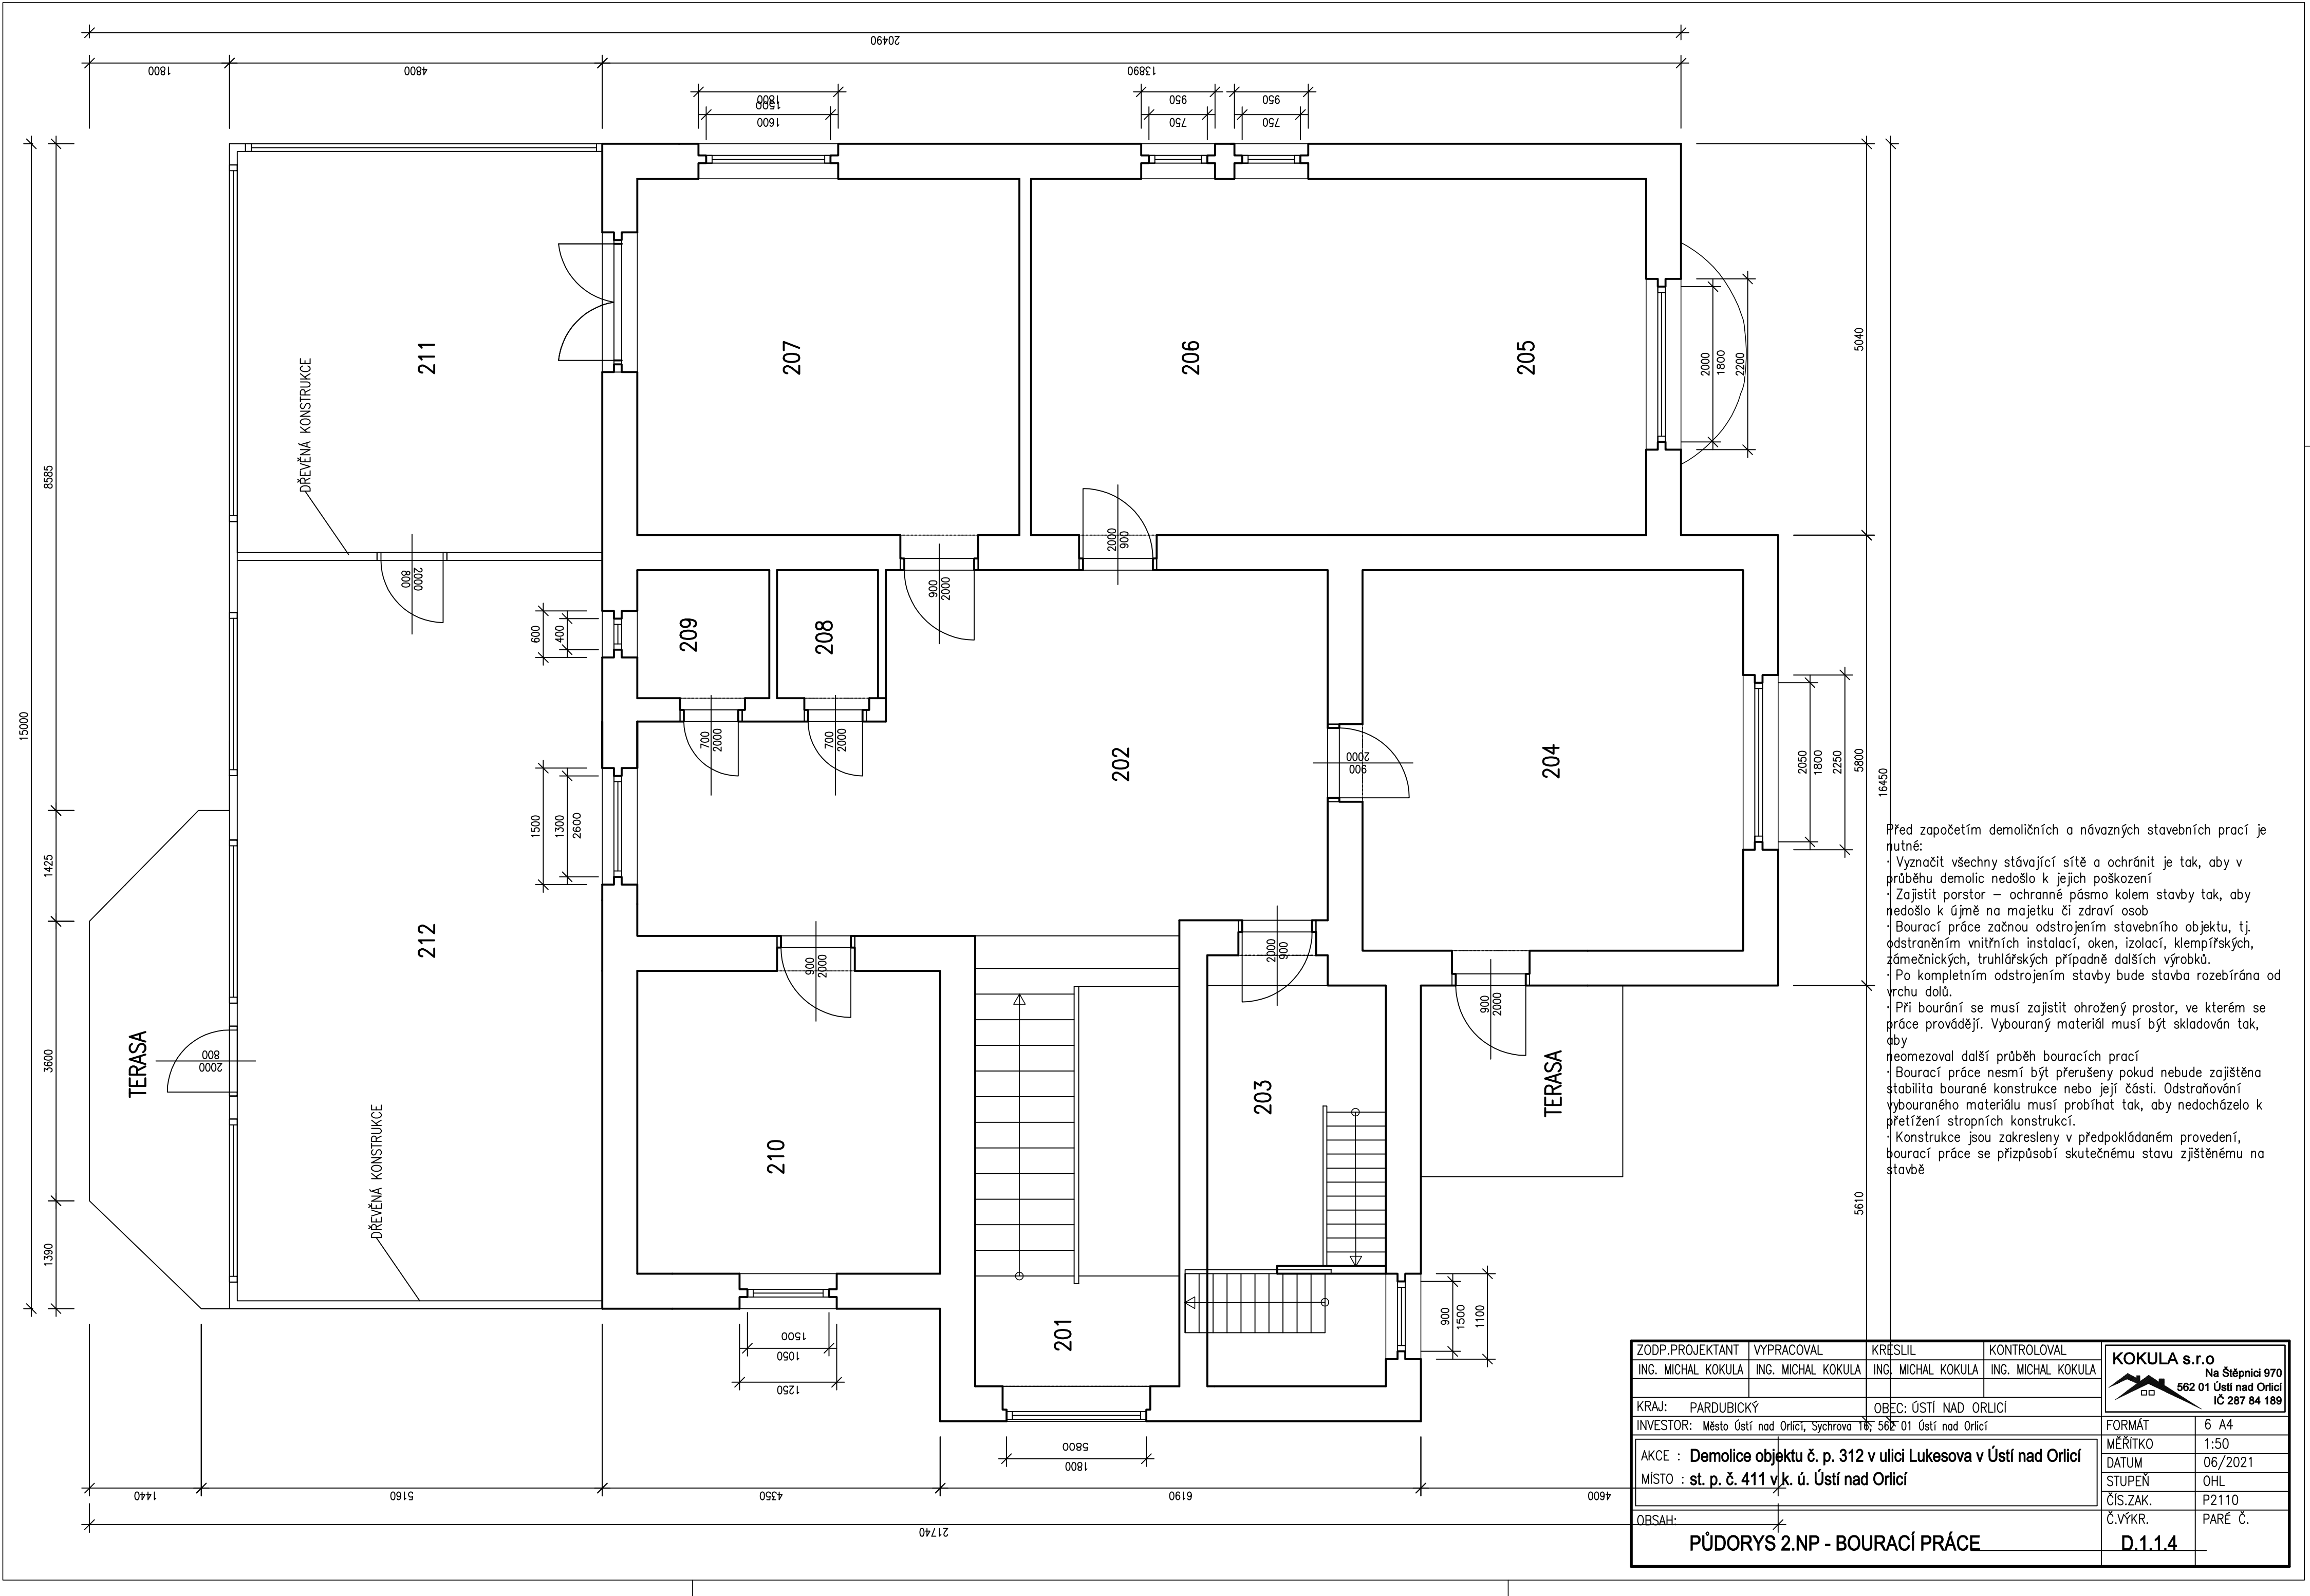 20490
1800
4800
13890
1800
1500
1600
950
750
950
750
15000
8585
1425
3600
1390
5040
5800
16450
5610
211
207
206
205
DŘEVĚNÁ KONSTRUKCE
2000
1800
2200
2000
900
800
2000
900
2000
600
400
209
208
700
2000
700
2000
202
2000
900
204
2050
1800
2250
1500
1300
2600
212
900
2000
2000
900
900
2000
TERASA
800
2000
DŘEVĚNÁ KONSTRUKCE
210
203
TERASA
201
900
1500
1100
1500
1050
1250
5800
1800
1440
5160
4350
6190
4600
21740
Před započetím demoličních a návazných stavebních prací je
nutné:
· Vyznačit všechny stávající sítě a ochránit je tak, aby v
průběhu demolic nedošlo k jejich poškození
· Zajistit porstor – ochranné pásmo kolem stavby tak, aby
nedošlo k újmě na majetku či zdraví osob
· Bourací práce začnou odstrojením stavebního objektu, tj.
odstraněním vnitřních instalací, oken, izolací, klempířských,
zámečnických, truhlářských případně dalších výrobků.
· Po kompletním odstrojením stavby bude stavba rozebírána od
vrchu dolů.
· Při bourání se musí zajistit ohrožený prostor, ve kterém se
práce provádějí. Vybouraný materiál musí být skladován tak,
aby
neomezoval další průběh bouracích prací
· Bourací práce nesmí být přerušeny pokud nebude zajištěna
stabilita bourané konstrukce nebo její části. Odstraňování
vybouraného materiálu musí probíhat tak, aby nedocházelo k
přetížení stropních konstrukcí.
· Konstrukce jsou zakresleny v předpokládaném provedení,
bourací práce se přizpůsobí skutečnému stavu zjištěnému na
stavbě
ZODP.PROJEKTANT VYPRACOVAL KRESLIL KONTROLOVAL
ING. MICHAL KOKULA ING. MICHAL KOKULA ING. MICHAL KOKULA ING. MICHAL KOKULA
KOKULA s.r.o
Na Štěpnici 970
562 01 Ústí nad Orlicí
IČ 287 84 189
KRAJ: PARDUBICKÝ OBEC: ÚSTÍ NAD ORLICÍ
INVESTOR: Město Ústí nad Orlicí, Sychrova 16, 562 01 Ústí nad Orlicí
AKCE : Demolice objektu č. p. 312 v ulici Lukesova v Ústí nad Orlicí
MÍSTO : st. p. č. 411 v k. ú. Ústí nad Orlicí
OBSAH:
PŮDORYS 2.NP - BOURACÍ PRÁCE
FORMÁT 6 A4
MĚŘÍTKO 1:50
DATUM 06/2021
STUPEŇ OHL
ČÍS.ZAK. P2110
Č.VÝKR. PARÉ Č.
D.1.1.4